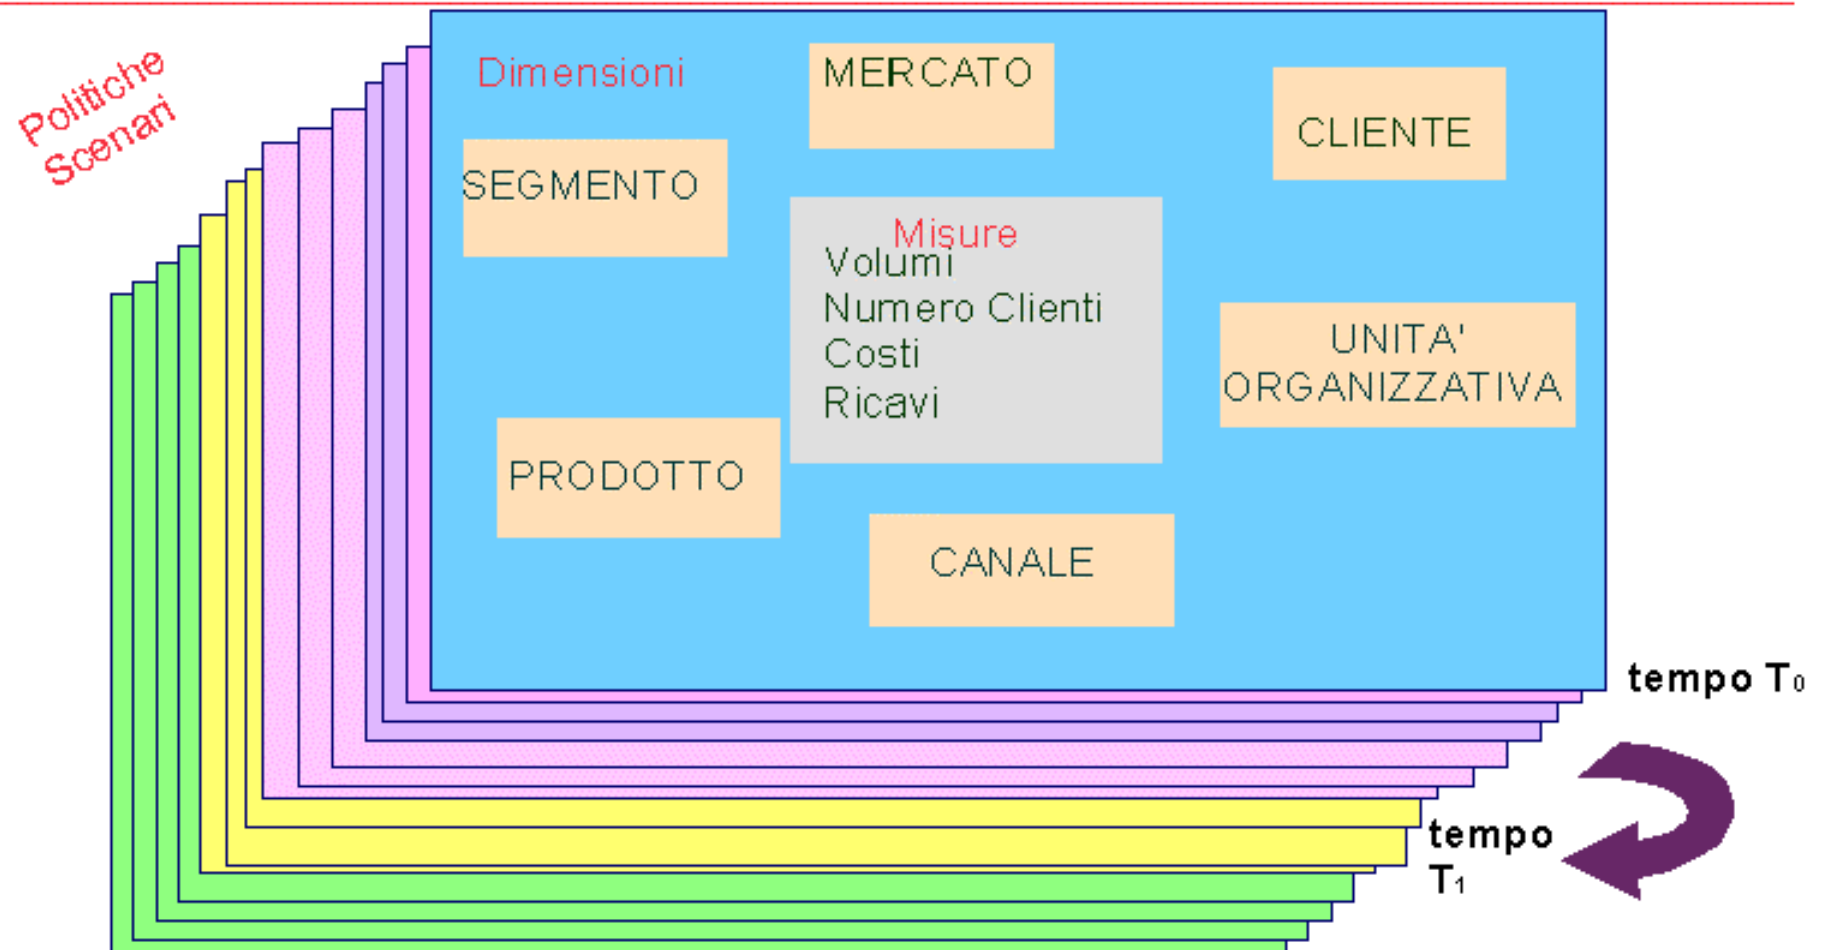 Politiche
Scenari
Dimensioni
MERCATO
CLIENTE
SEGMENTO
Misure
Volumi
Numero Clienti
Costi
Ricavi
UNITA'
ORGANIZZATIVA
PRODOTTO
CANALE
tempo T0
tempo
T1